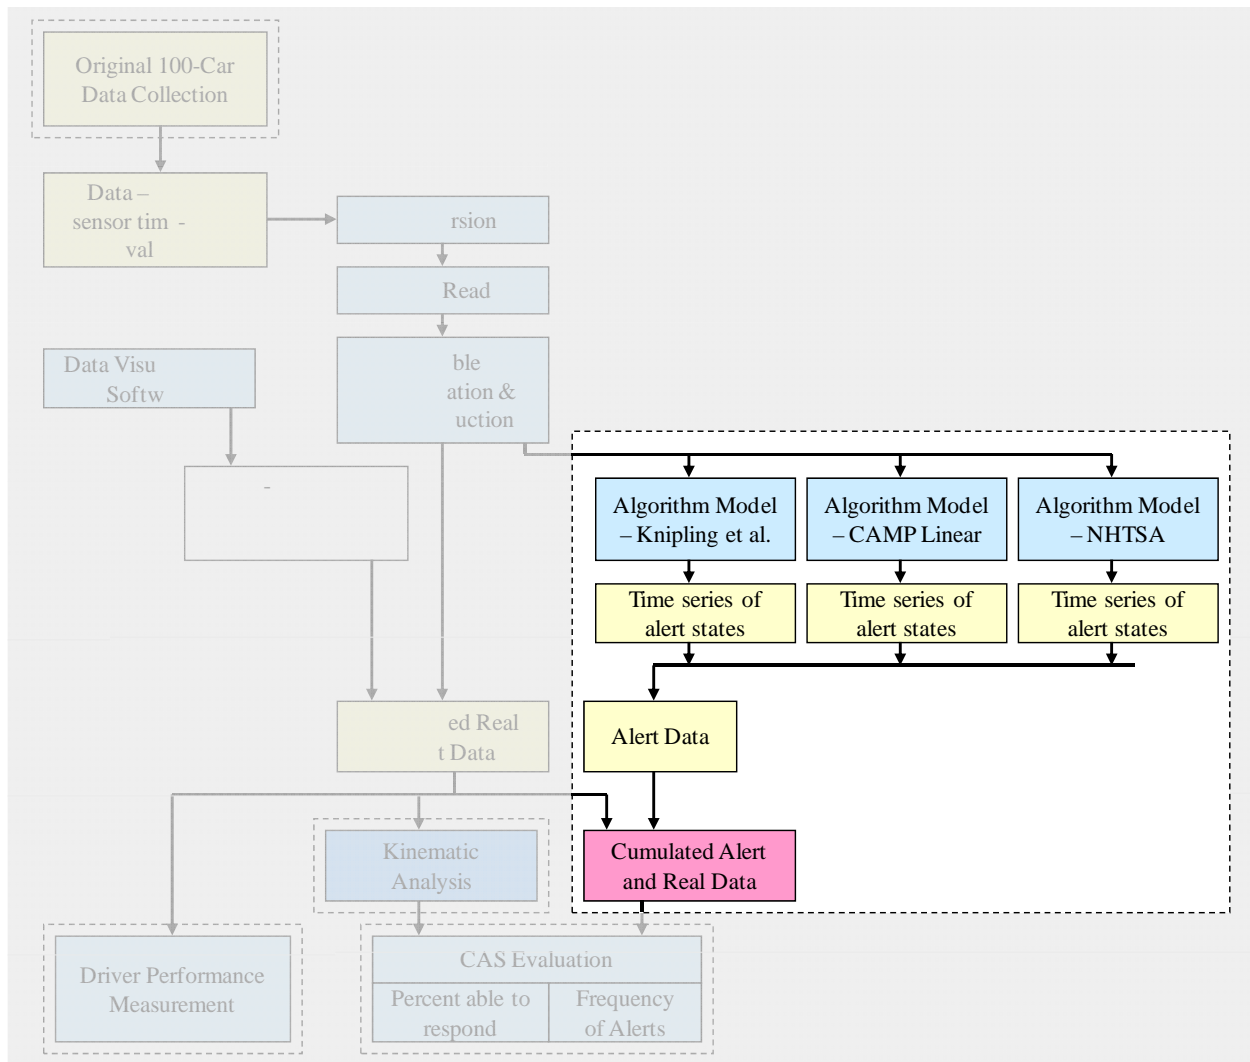 Original 100-Car
Data Collection
Data –
sensor tim -
val
rsion
Read
ble
ation &
uction
Data Visu
Softw
-
Algorithm Model
– Knipling et al.
Algorithm Model
– CAMP Linear
Algorithm Model
– NHTSA
Time series of
alert states
Time series of
alert states
Time series of
alert states
ed Real
t Data
Alert Data
Kinematic
Analysis
Cumulated Alert
and Real Data
Driver Performance
Measurement
CAS Evaluation
Percent able to
respond
Frequency
of Alerts